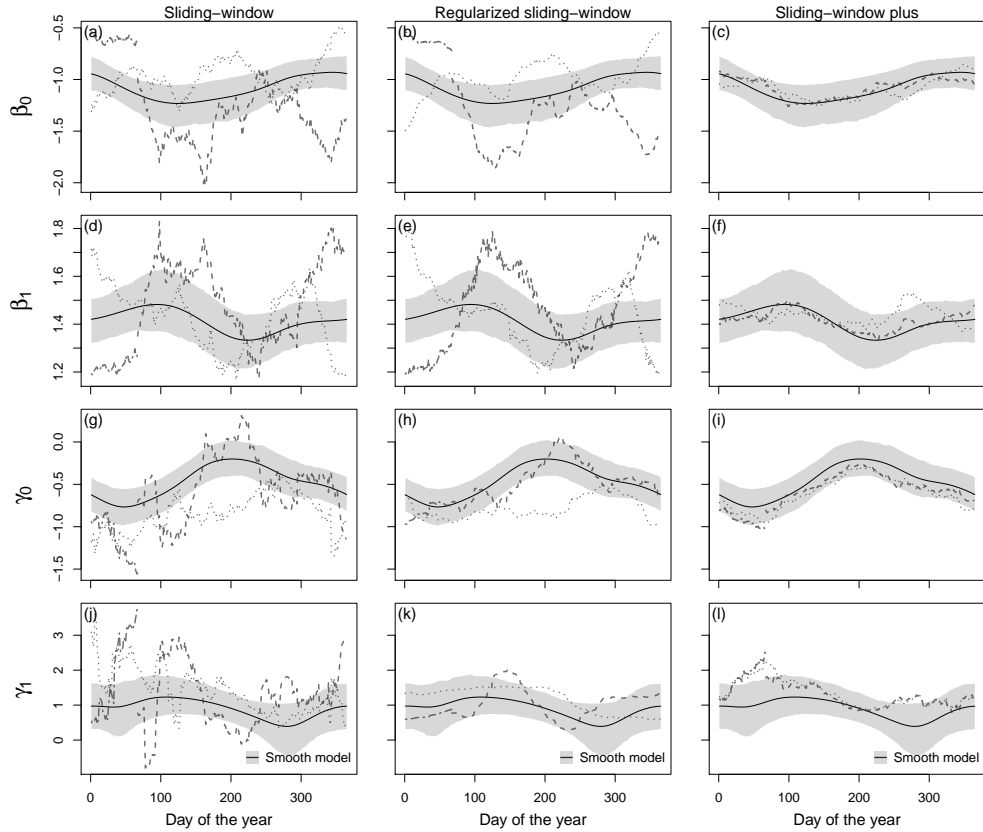 Sliding−window Regularized sliding−window Sliding−window plus
(a) (b) (c)
−0.5
−1.0
−1.5
−2.0
β0
(d) (e) (f)
1.8
1.6
1.4
1.2
β1
(g) (h) (i)
0.0
−0.5
−1.0
−1.5
γ0
(j) (k) (l)
3
2
1
0
γ1
Smooth model Smooth model
0 100 200 300 0 100 200 300 0 100 200 300
Day of the year Day of the year Day of the year